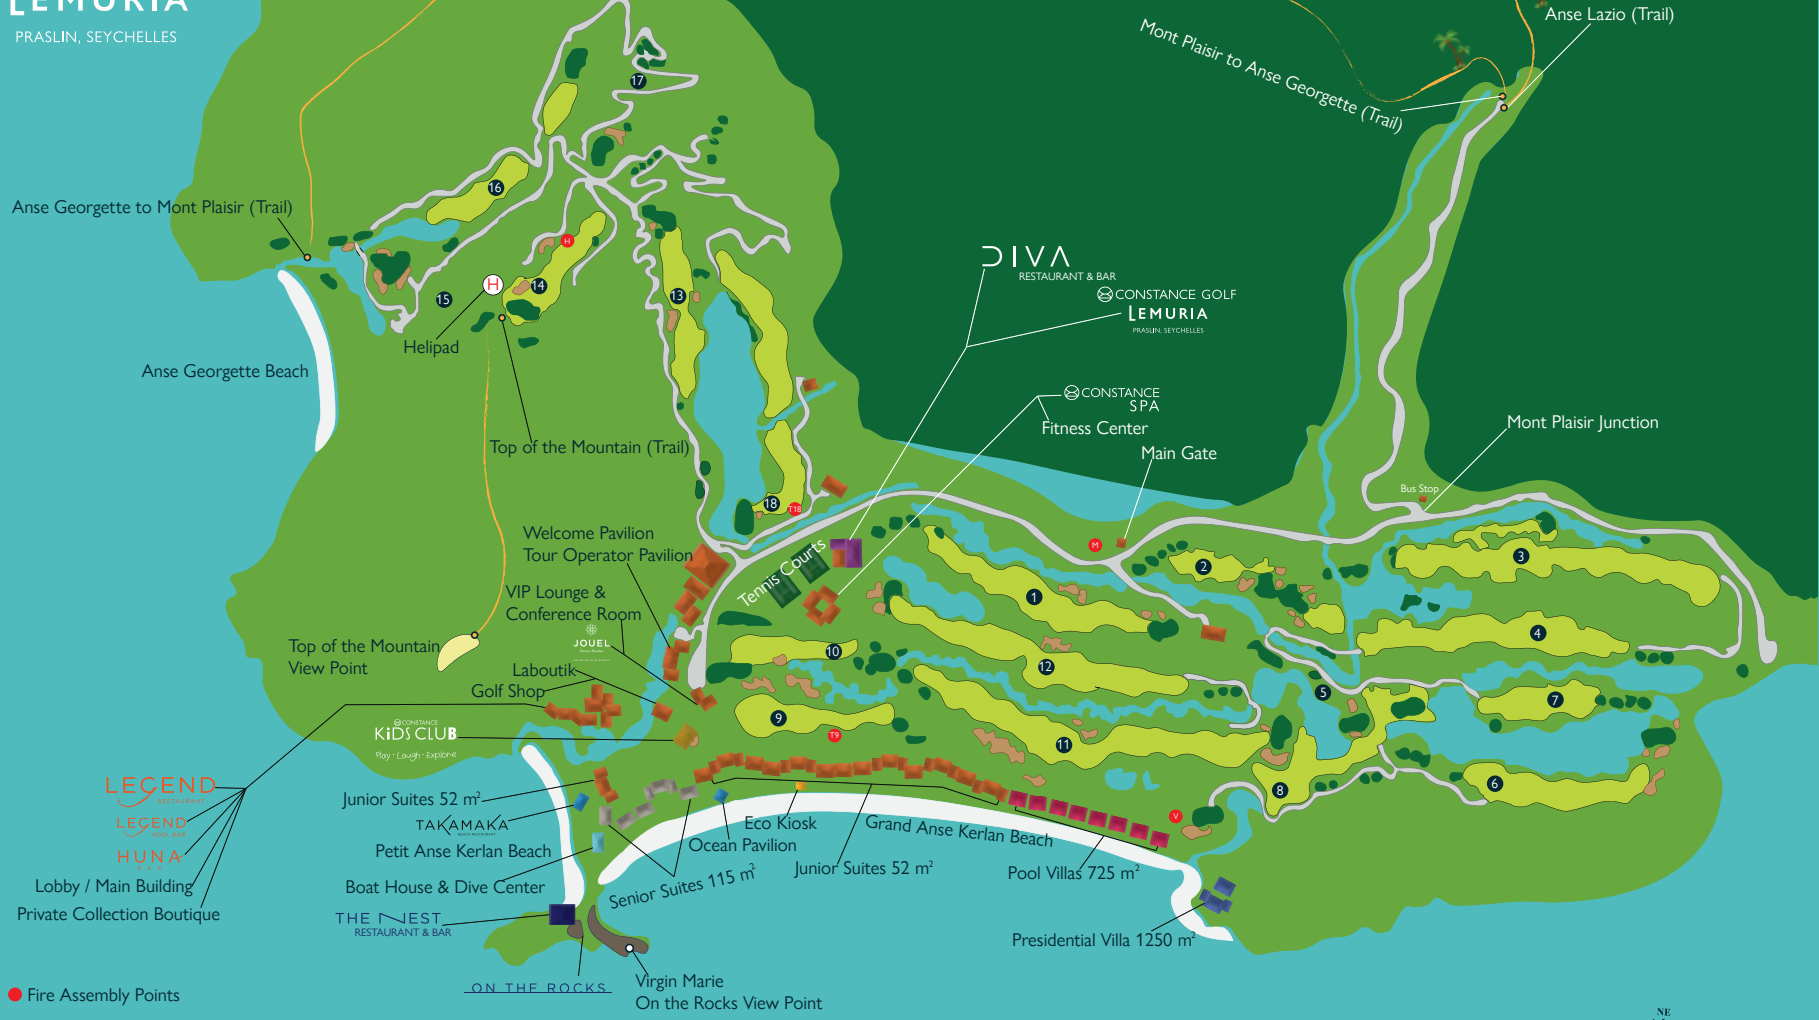 LEMURIA
PRASLIN, SEYCHELLES
Anse Lazio (Trail)
Mont Plaisir to Anse Georgette (Trail)
17
16
Anse Georgette to Mont Plaisir (Trail)
H
H
14
15
13
Helipad
Anse Georgette Beach
DIVA
RESTAURANT & BAR
CONSTANCE GOLF
LEMURIA
PRASLIN, SEYCHELLES
CONSTANCE
SPA
Fitness Center
Main Gate
Mont Plaisir Junction
Top of the Mountain (Trail)
Bus Stop
18
T18
Welcome Pavilion
Tour Operator Pavilion
Tennis Courts
M
2
3
1
VIP Lounge &
Conference Room
JOUEL
4
Top of the Mountain
View Point
10
12
Laboutik
Golf Shop
5
7
9
T9
11
CONSTANCE
KiDS CLUB
Play • Laugh • Explore
LEGEND
RESTAURANT
LEGEND
POOL BAR
HUNA
BAR
Lobby / Main Building
Private Collection Boutique
6
8
V
Junior Suites 52 m²
TAKAMAKA
BEACH RESTAURANT
Petit Anse Kerlan Beach
Boat House & Dive Center
Eco Kiosk
Ocean Pavilion
Grand Anse Kerlan Beach
Senior Suites 115 m²
Junior Suites 52 m²
Pool Villas 725 m²
THE NEST
RESTAURANT & BAR
Presidential Villa 1250 m²
ON THE ROCKS
Virgin Marie
On the Rocks View Point
Fire Assembly Points
NE